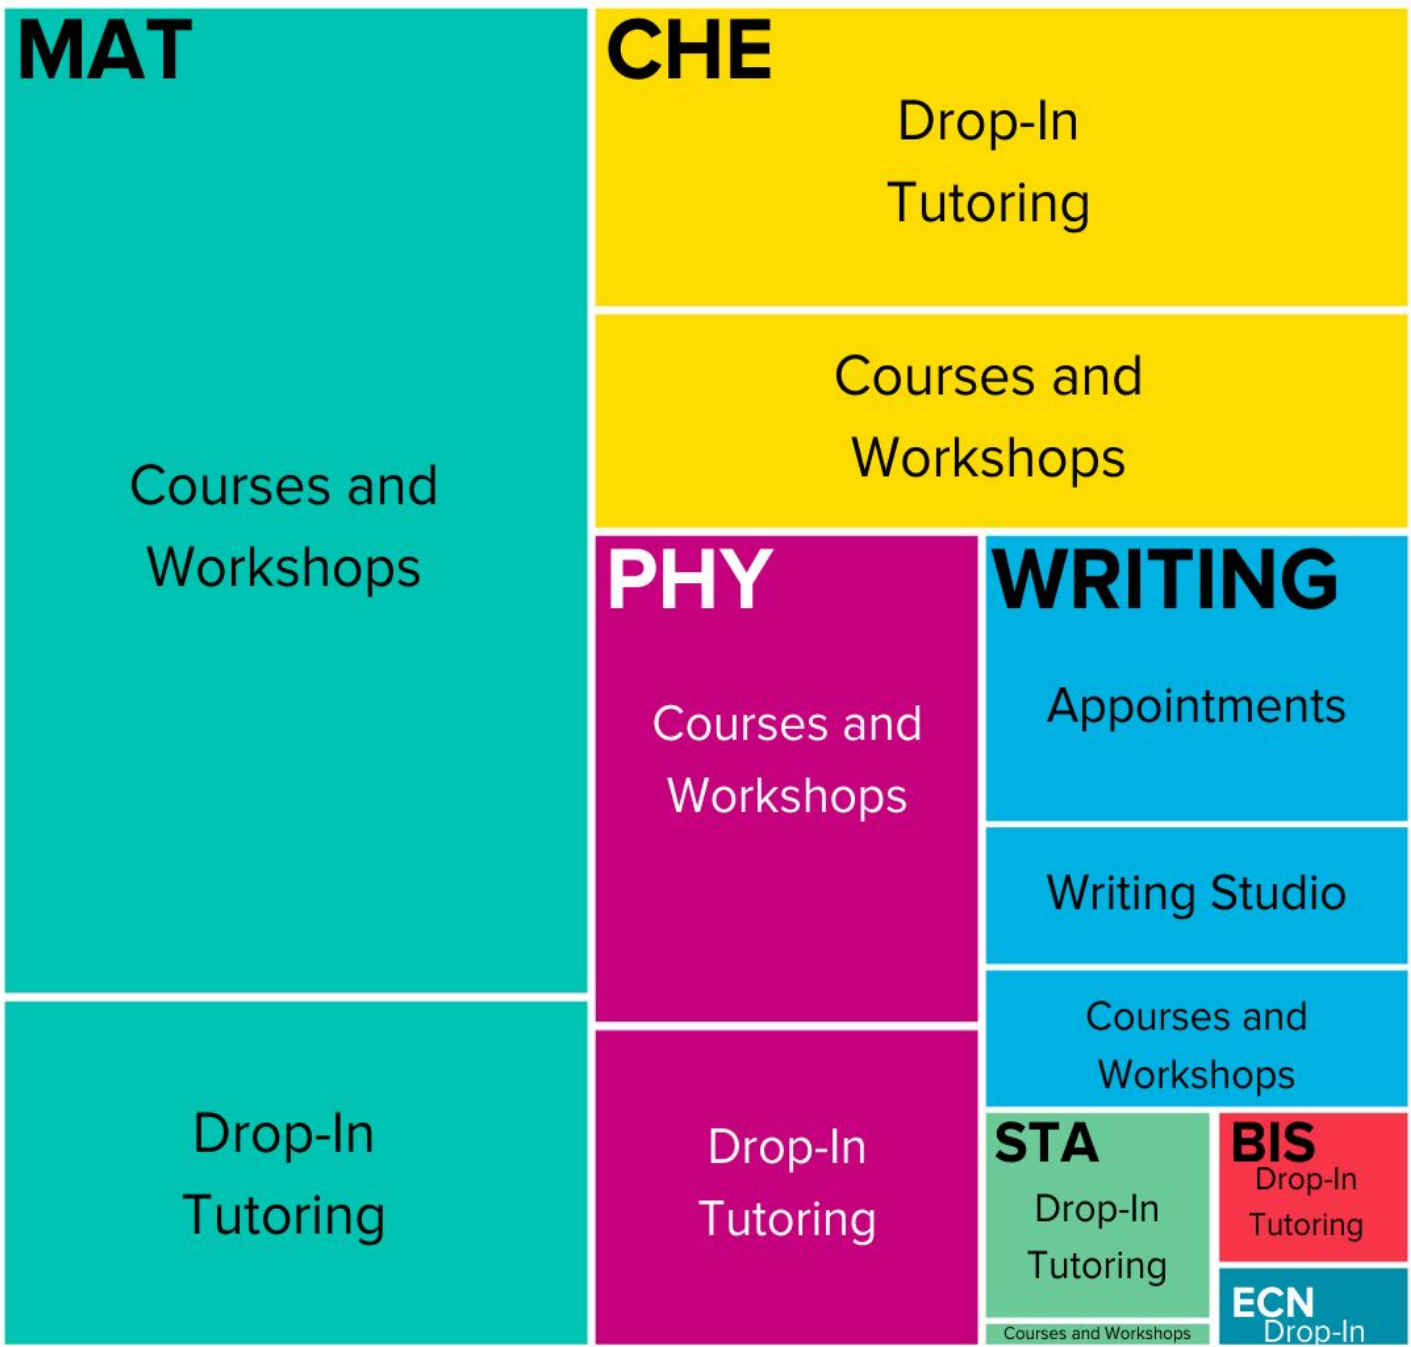 MAT
Courses and
Workshops
Drop-In
Tutoring
CHE
Drop-In
Tutoring
Courses and
Workshops
PHY
Courses and
Workshops
Drop-In
Tutoring
WRITING
Appointments
Writing Studio
Courses and
Workshops
STA
Drop-In
Tutoring
Courses and Workshops
BIS
Drop-In
Tutoring
ECN
Drop-In